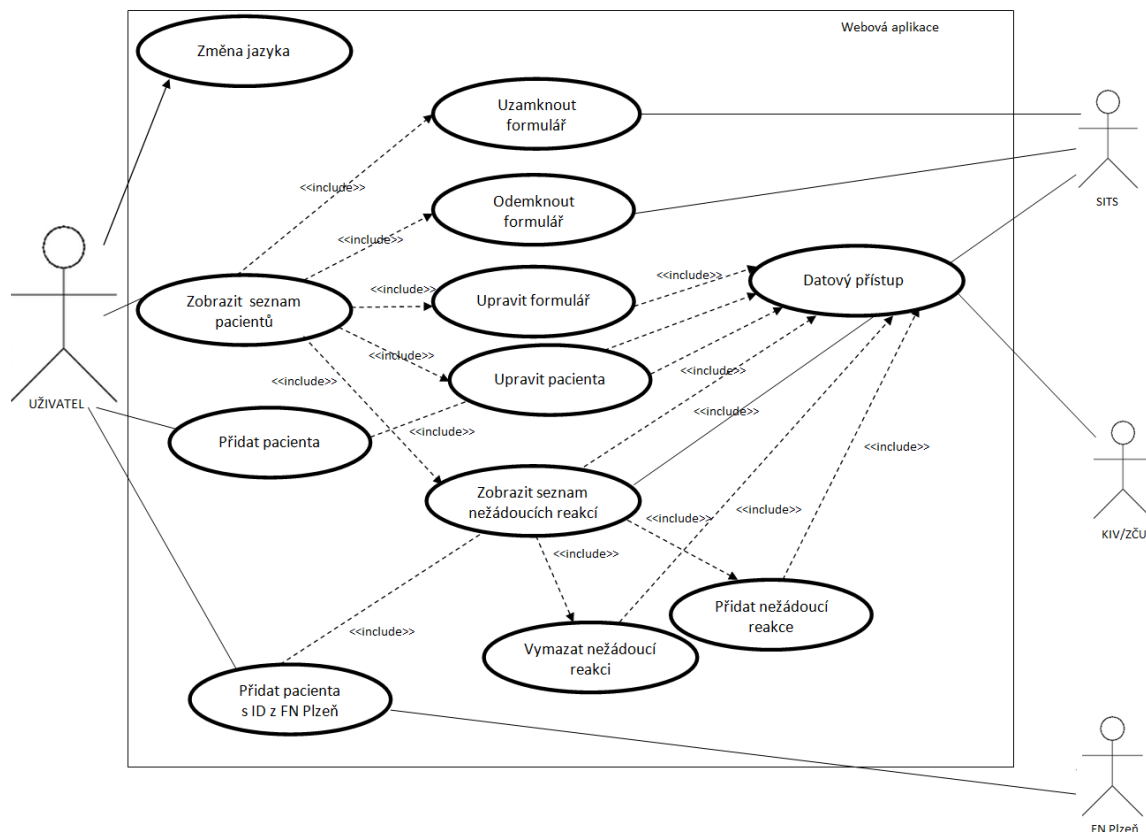 Webová aplikace
Změna jazyka
Uzamknout
formulář
<<include>>
SITS
Odemknout
formulář
<<include>>
<<include>>
Datový přístup
Zobrazit seznam
pacientů
<<include>>
Upravit formulář
<<include>>
<<include>>
Upravit pacienta
<<include>>
UŽIVATEL
<<include>>
<<include>>
Přidat pacienta
<<include>>
<<include>>
Zobrazit seznam
nežádoucích reakcí
<<include>>
<<include>>
KIV/ZČU
<<include>>
Přidat nežádoucí
reakce
<<include>>
Vymazat nežádoucí
reakci
Přidat pacienta
s ID z FN Plzeň
FN Plzeň